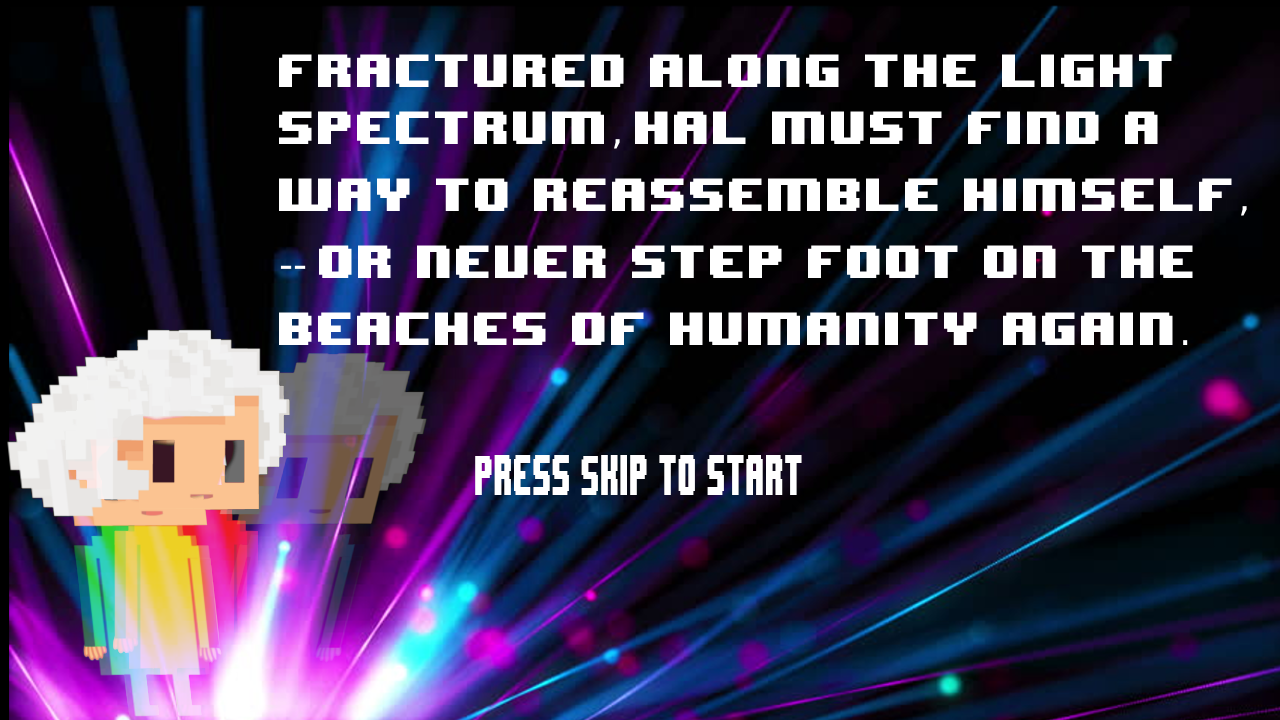 FRACTURED ALONG THE LIGHT
SPECTRUM, HAL MUST FIND A
WAY TO REASSEMBLE HIMSELF,
--OR NEVER STEP FOOT ON THE
BEACHES OF HUMANITY AGAIN.
PRESS SKIP TO START